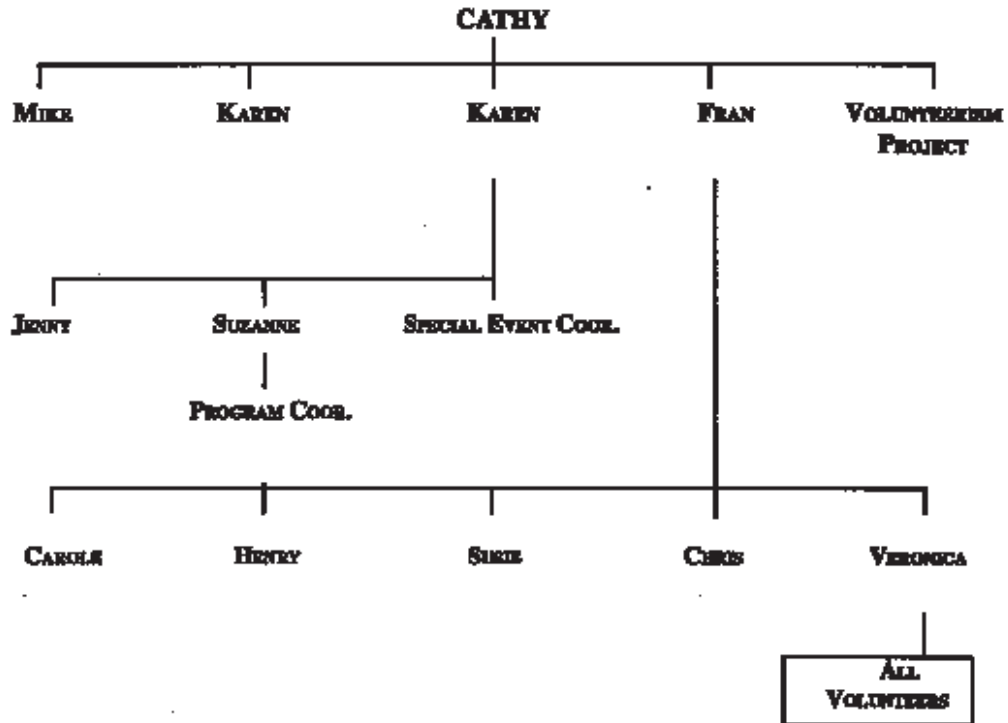 CATHY
MIKE KAREN KAREN FRAN VOLUNTEERISM
PROJECT
JENNY SUZANNE SPECIAL EVENT COOR.
PROGRAM COOR.
CAROLE HENRY CHRIS VERONICA
ALL
VOLUNTEERS